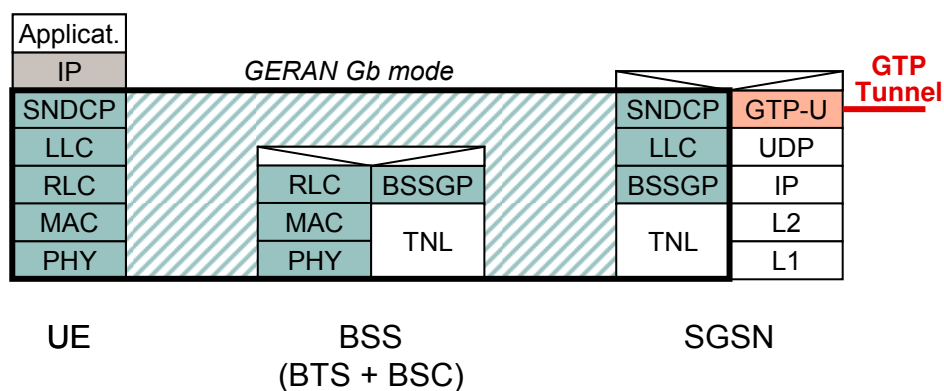 Applicat.
IP
GERAN Gb mode
GTP
Tunnel
SNDCP
SNDCP
GTP-U
LLC
LLC
UDP
RLC
RLC
BSSGP
BSSGP
IP
MAC
MAC
TNL
TNL
L2
PHY
PHY
L1
UE
BSS
(BTS + BSC)
SGSN